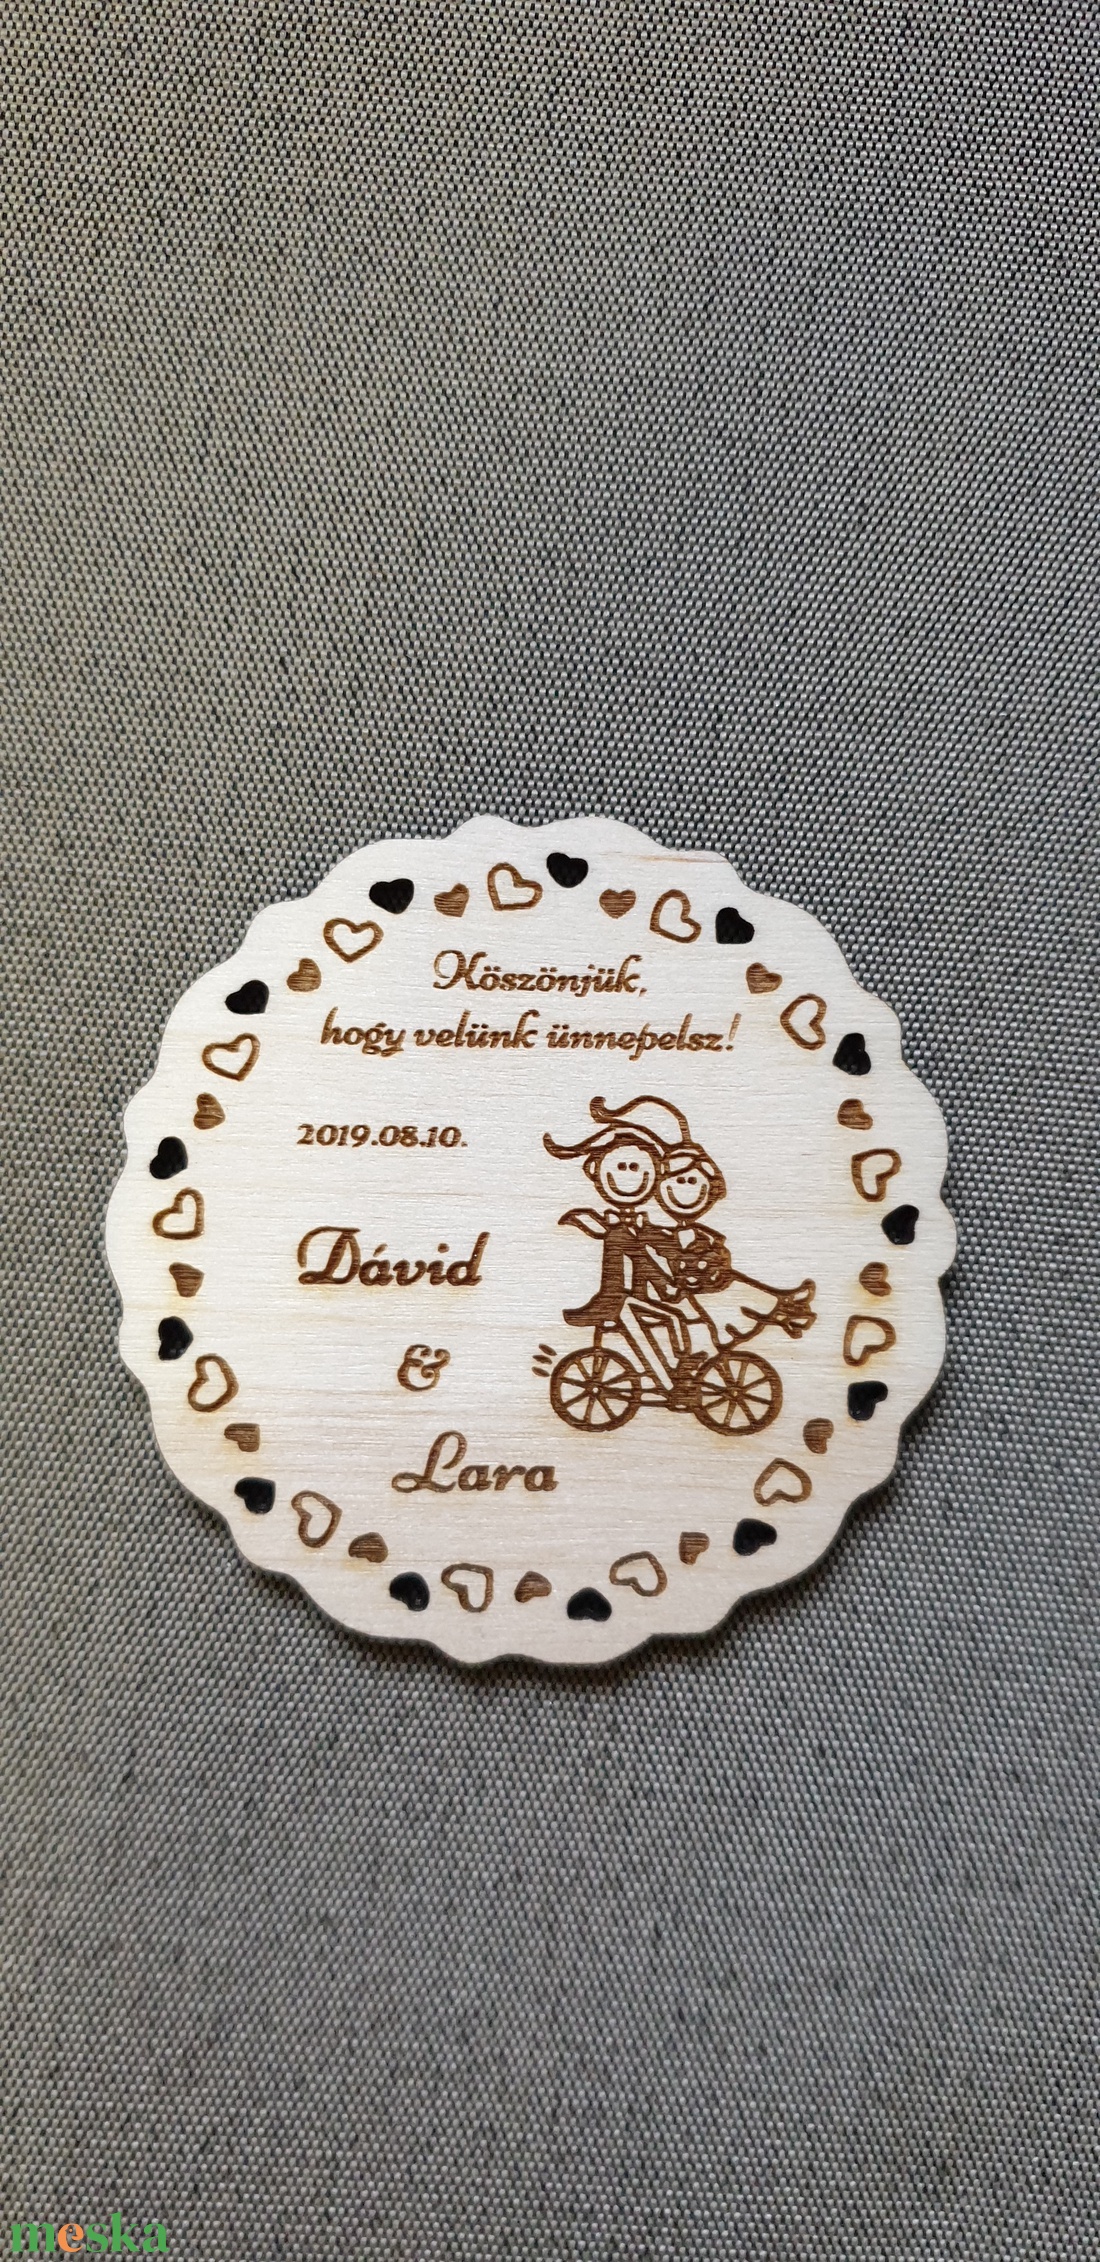 Köszönjük,
hogy velünk ünnepelsz!
2019.08.10.
Dávid
&
Lara
meska